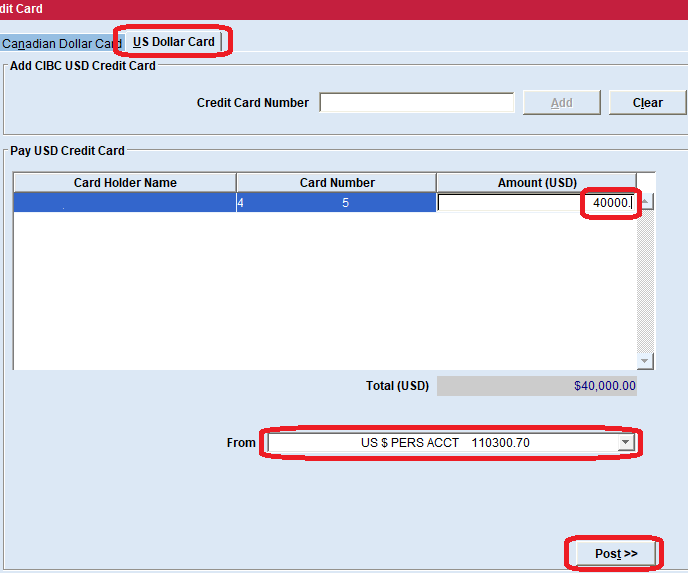 dit Card
Canadian Dollar Card US Dollar Card
Add CIBC USD Credit Card
Credit Card Number Add Clear
Pay USD Credit Card
Card Holder Name Card Number Amount (USD)
4 5 40000.
Total (USD) $40,000.00
From US $ PERS ACCT 110300.70
Post >>